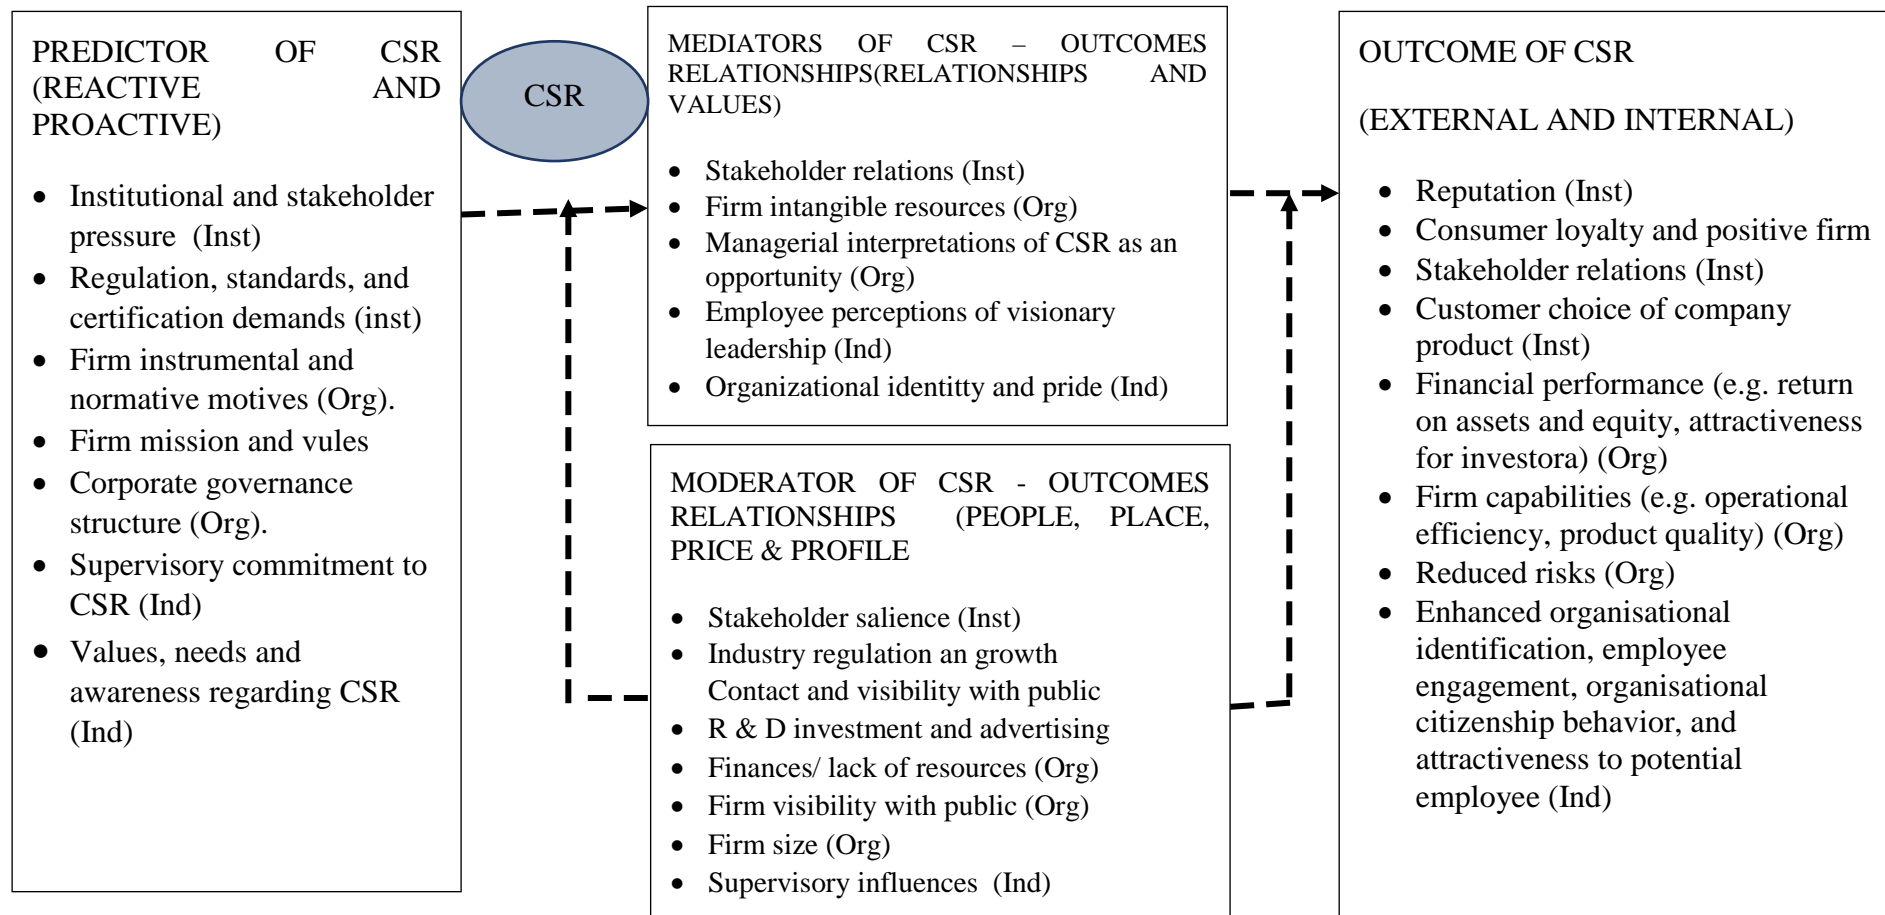 PREDICTOR OF CSR
(REACTIVE AND
PROACTIVE)
• Institutional and stakeholder
pressure (Inst)
• Regulation, standards, and
certification demands (inst)
• Firm instrumental and
normative motives (Org).
• Firm mission and vules
• Corporate governance
structure (Org).
• Supervisory commitment to
CSR (Ind)
• Values, needs and
awareness regarding CSR
(Ind)
CSR
MEDIATORS OF CSR – OUTCOMES
RELATIONSHIPS(RELATIONSHIPS AND
VALUES)
• Stakeholder relations (Inst)
• Firm intangible resources (Org)
• Managerial interpretations of CSR as an
opportunity (Org)
• Employee perceptions of visionary
leadership (Ind)
• Organizational identitty and pride (Ind)
MODERATOR OF CSR - OUTCOMES
RELATIONSHIPS (PEOPLE, PLACE,
PRICE & PROFILE
• Stakeholder salience (Inst)
• Industry regulation an growth
Contact and visibility with public
• R & D investment and advertising
• Finances/ lack of resources (Org)
• Firm visibility with public (Org)
• Firm size (Org)
• Supervisory influences (Ind)
OUTCOME OF CSR
(EXTERNAL AND INTERNAL)
• Reputation (Inst)
• Consumer loyalty and positive firm
• Stakeholder relations (Inst)
• Customer choice of company
product (Inst)
• Financial performance (e.g. return
on assets and equity, attractiveness
for investora) (Org)
• Firm capabilities (e.g. operational
efficiency, product quality) (Org)
• Reduced risks (Org)
• Enhanced organisational
identification, employee
engagement, organisational
citizenship behavior, and
attractiveness to potential
employee (Ind)